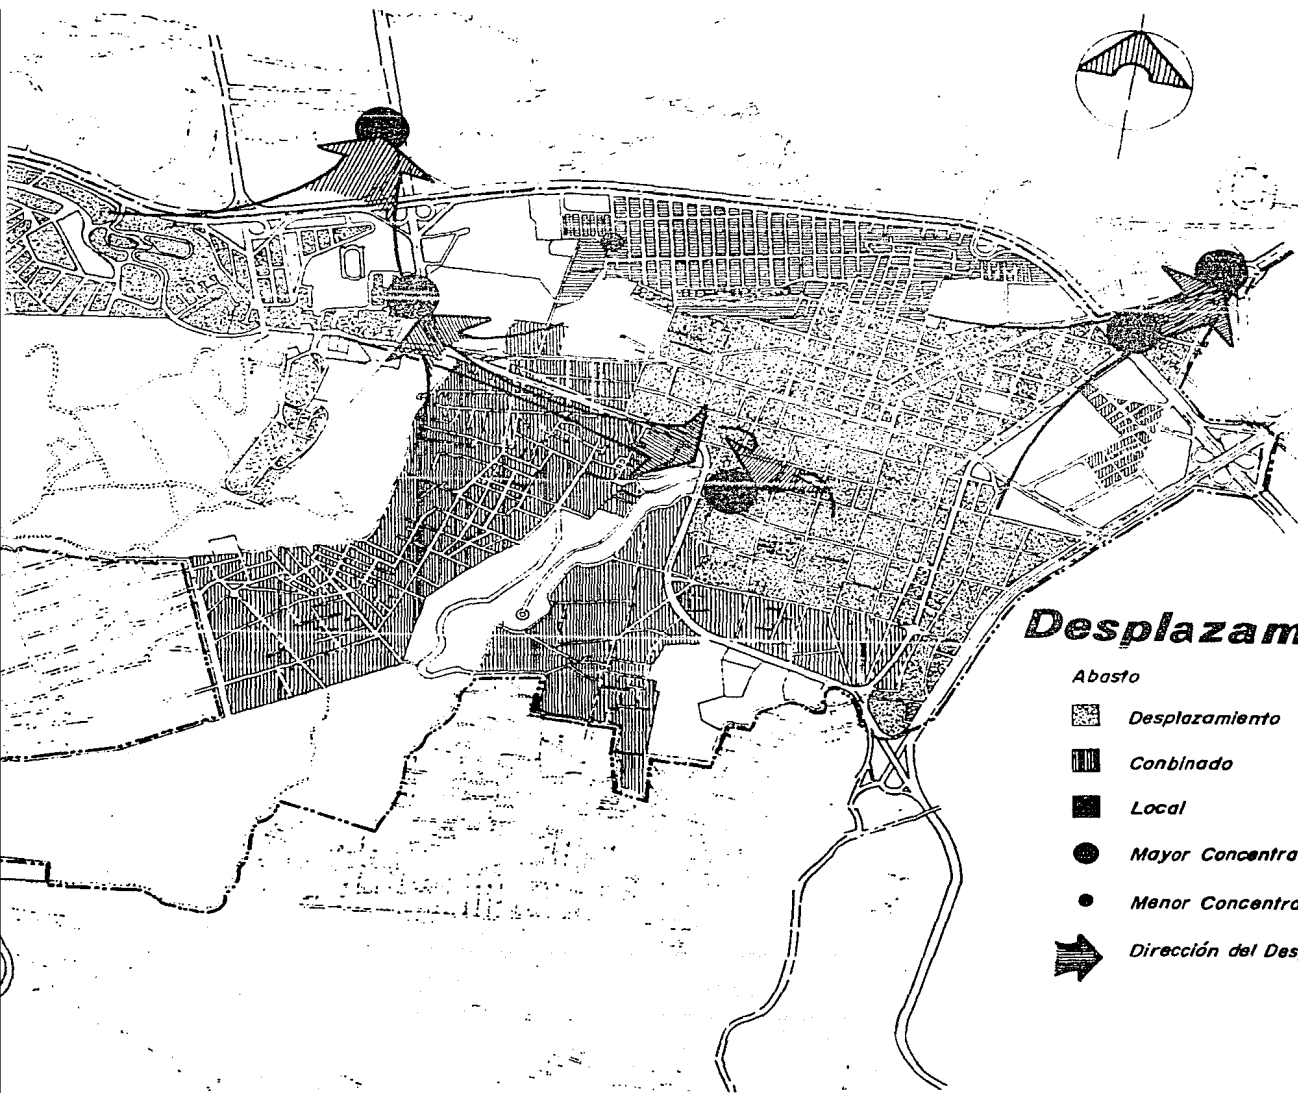 Desplazam
Abasto
Desplazamiento
Conbinado
Local
Mayor Concentra
Menor Concentra
Dirección del Des